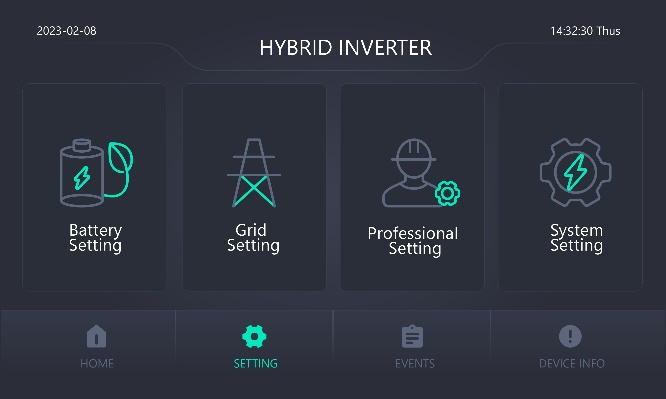 2023-02-08
14:32:30 Thus
HYBRID INVERTER
Battery
Setting
Grid
Setting
Professional
Setting
System
Setting
HOME
SETTING
EVENTS
DEVICE INFO